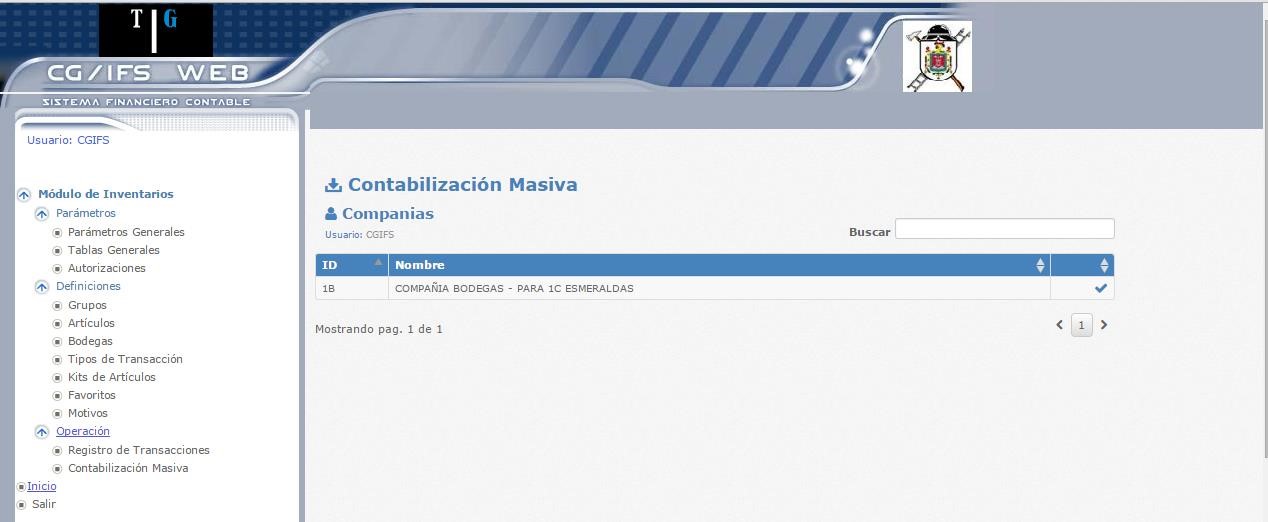 T G
CG/IFS WEB
SISTEMA FINANCIERO CONTABLE
Usuario: CGIFS
Módulo de Inventarios
Parámetros
Parámetros Generales
Tablas Generales
Autorizaciones
Definiciones
Grupos
Artículos
Bodegas
Tipos de Transacción
Kits de Artículos
Favoritos
Motivos
Operación
Registro de Transacciones
Contabilización Masiva
Inicio
Salir
Contabilización Masiva
Companias
Usuario: CGIFS
Buscar
ID Nombre
1B COMPAÑIA BODEGAS - PARA 1C ESMERALDAS
Mostrando pag. 1 de 1
1